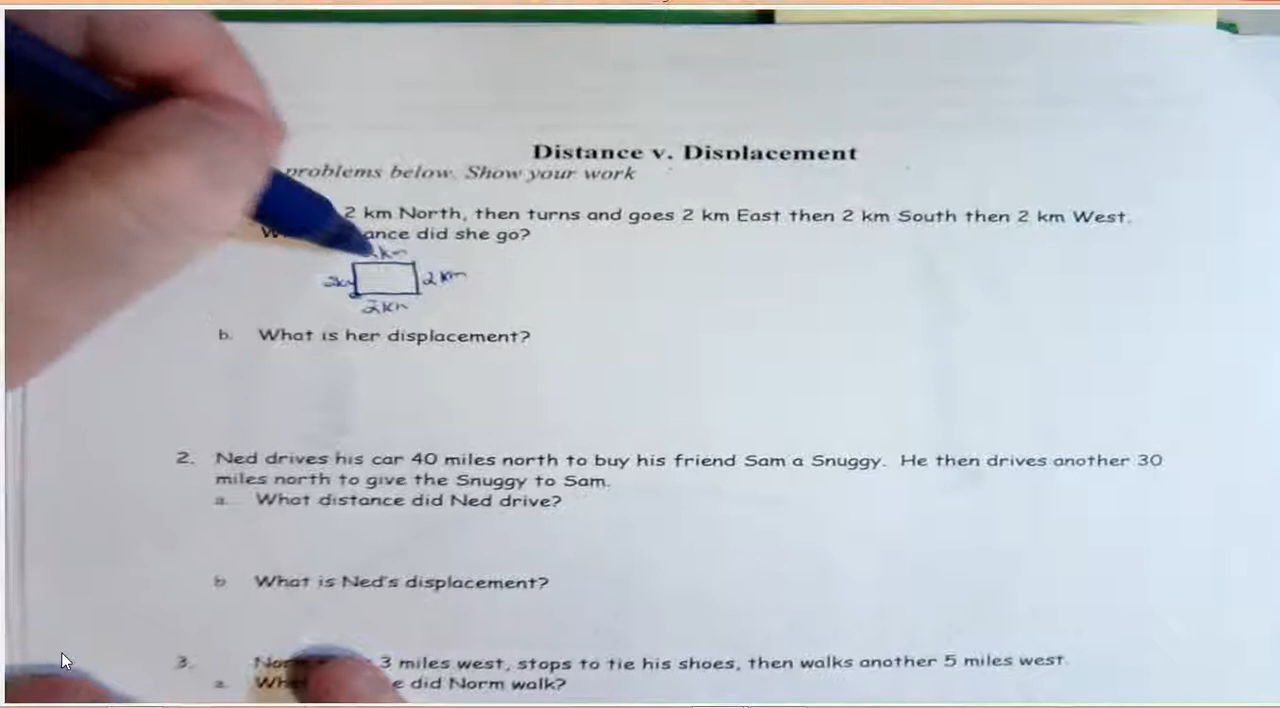 Distance v. Displacement
problems below. Show your work
2 km North, then turns and goes 2 km East then 2 km South then 2 km West.
did she go?
km
2km
2 km
b. What is her displacement?
2. Ned drives his car 40 miles north to buy his friend Sam a Snuggy. He then drives another 30
miles north to give the Snuggy to Sam.
a. What distance did Ned drive?
b What is Ned's displacement?
3. 3 miles west, stops to tie his shoes, then walks another 5 miles west.
a. did Norm walk?